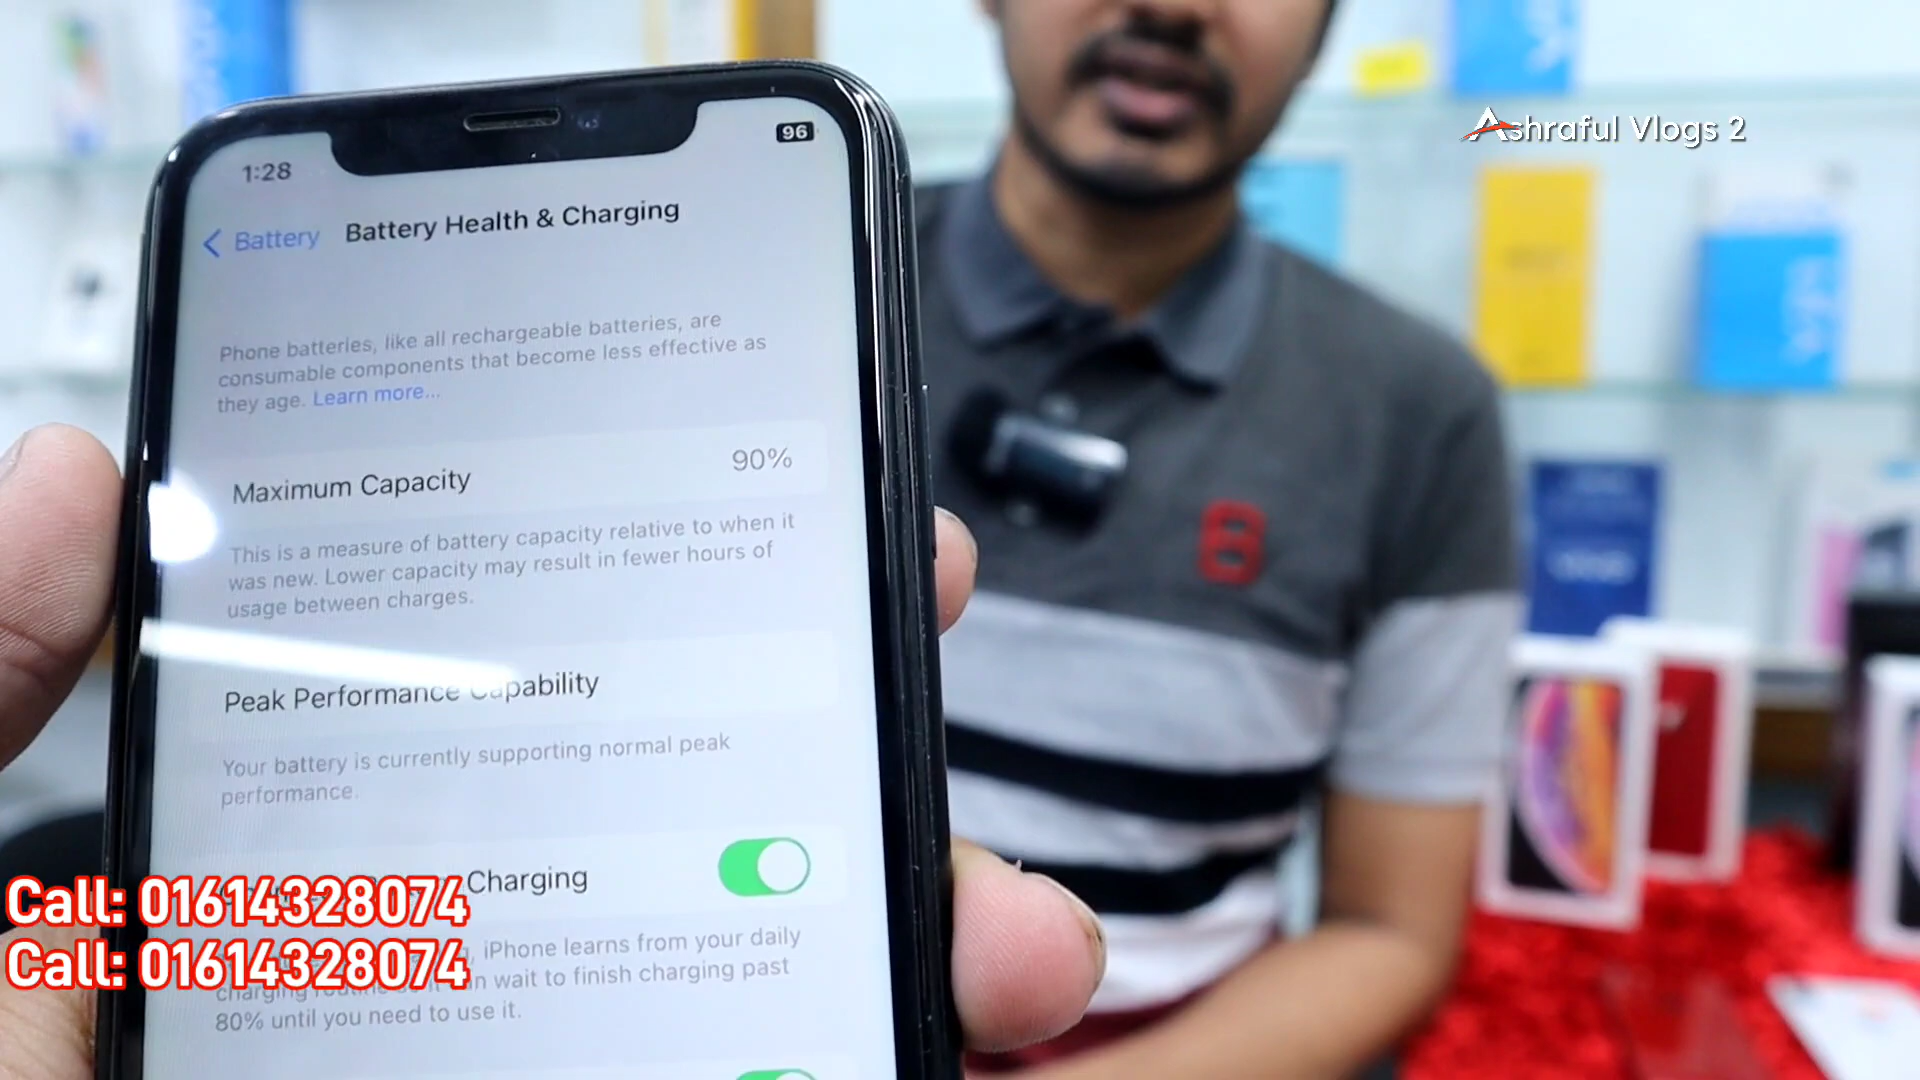 Ashraful Vlogs 2
96
1:28
Battery
Battery Health & Charging
Phone batteries, like all rechargeable batteries, are
consumable components that become less effective as
they age. Learn more...
Maximum Capacity
90%
This is a measure of battery capacity relative to when it
was new. Lower capacity may result in fewer hours of
usage between charges.
Peak Performance Capability
Your battery is currently supporting normal peak
performance.
Charging
iPhone learns from your daily
charging wait to finish charging past
80% until you need to use it.
Call: 01614328074
Call: 01614328074
B